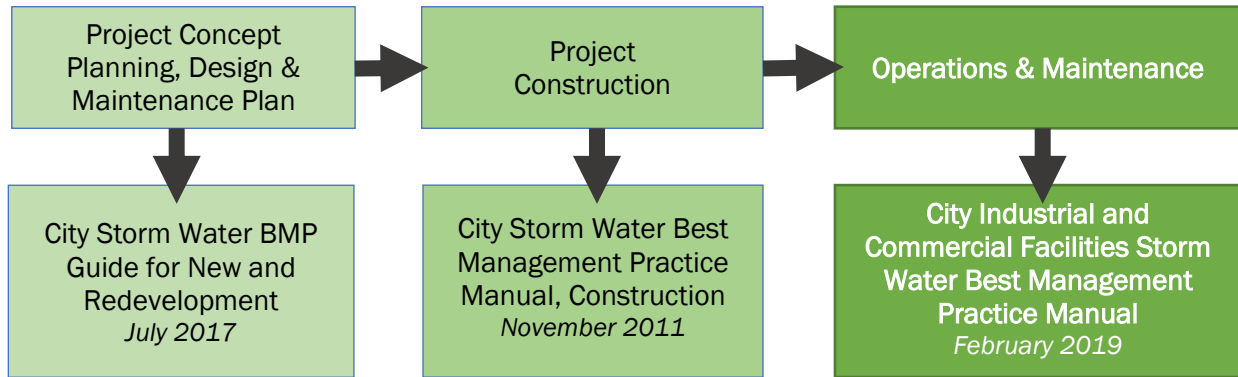 Project Concept
Planning, Design &
Maintenance Plan
Project
Construction
Operations & Maintenance
City Storm Water BMP
Guide for New and
Redevelopment
July 2017
City Storm Water Best
Management Practice
Manual, Construction
November 2011
City Industrial and
Commercial Facilities Storm
Water Best Management
Practice Manual
February 2019